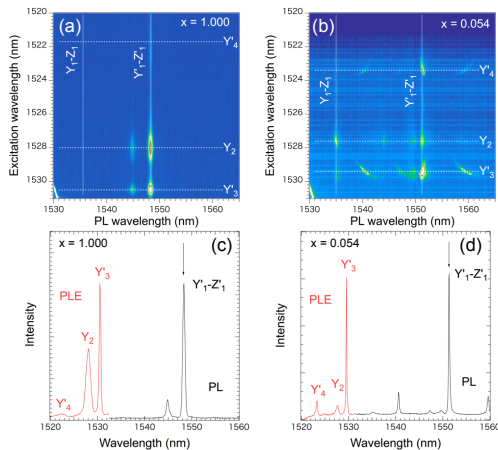 (a)
x = 1.000
Excitation wavelength (nm)
1520
1522
1524
1526
1528
1530
Y₁-Z₁
Y'₁-Z'₁
Y'₄
Y₂
Y'₃
1530
1540
1550
1560
PL wavelength (nm)
(b)
x = 0.054
Excitation wavelength (nm)
1520
1522
1524
1526
1528
1530
Y₁-Z₁
Y'₁-Z'₁
Y'₄
Y₂
Y'₃
1530
1540
1550
1560
PL wavelength (nm)
x = 1.000
(c)
Y'₃
Y'₁-Z'₁
PLE
Y₂
Y'₄
PL
Intensity
1520
1530
1540
1550
1560
Wavelength (nm)
x = 0.054
(d)
Y'₃
Y'₁-Z'₁
PLE
Y'₄
Y₂
PL
Intensity
1520
1530
1540
1550
1560
Wavelength (nm)